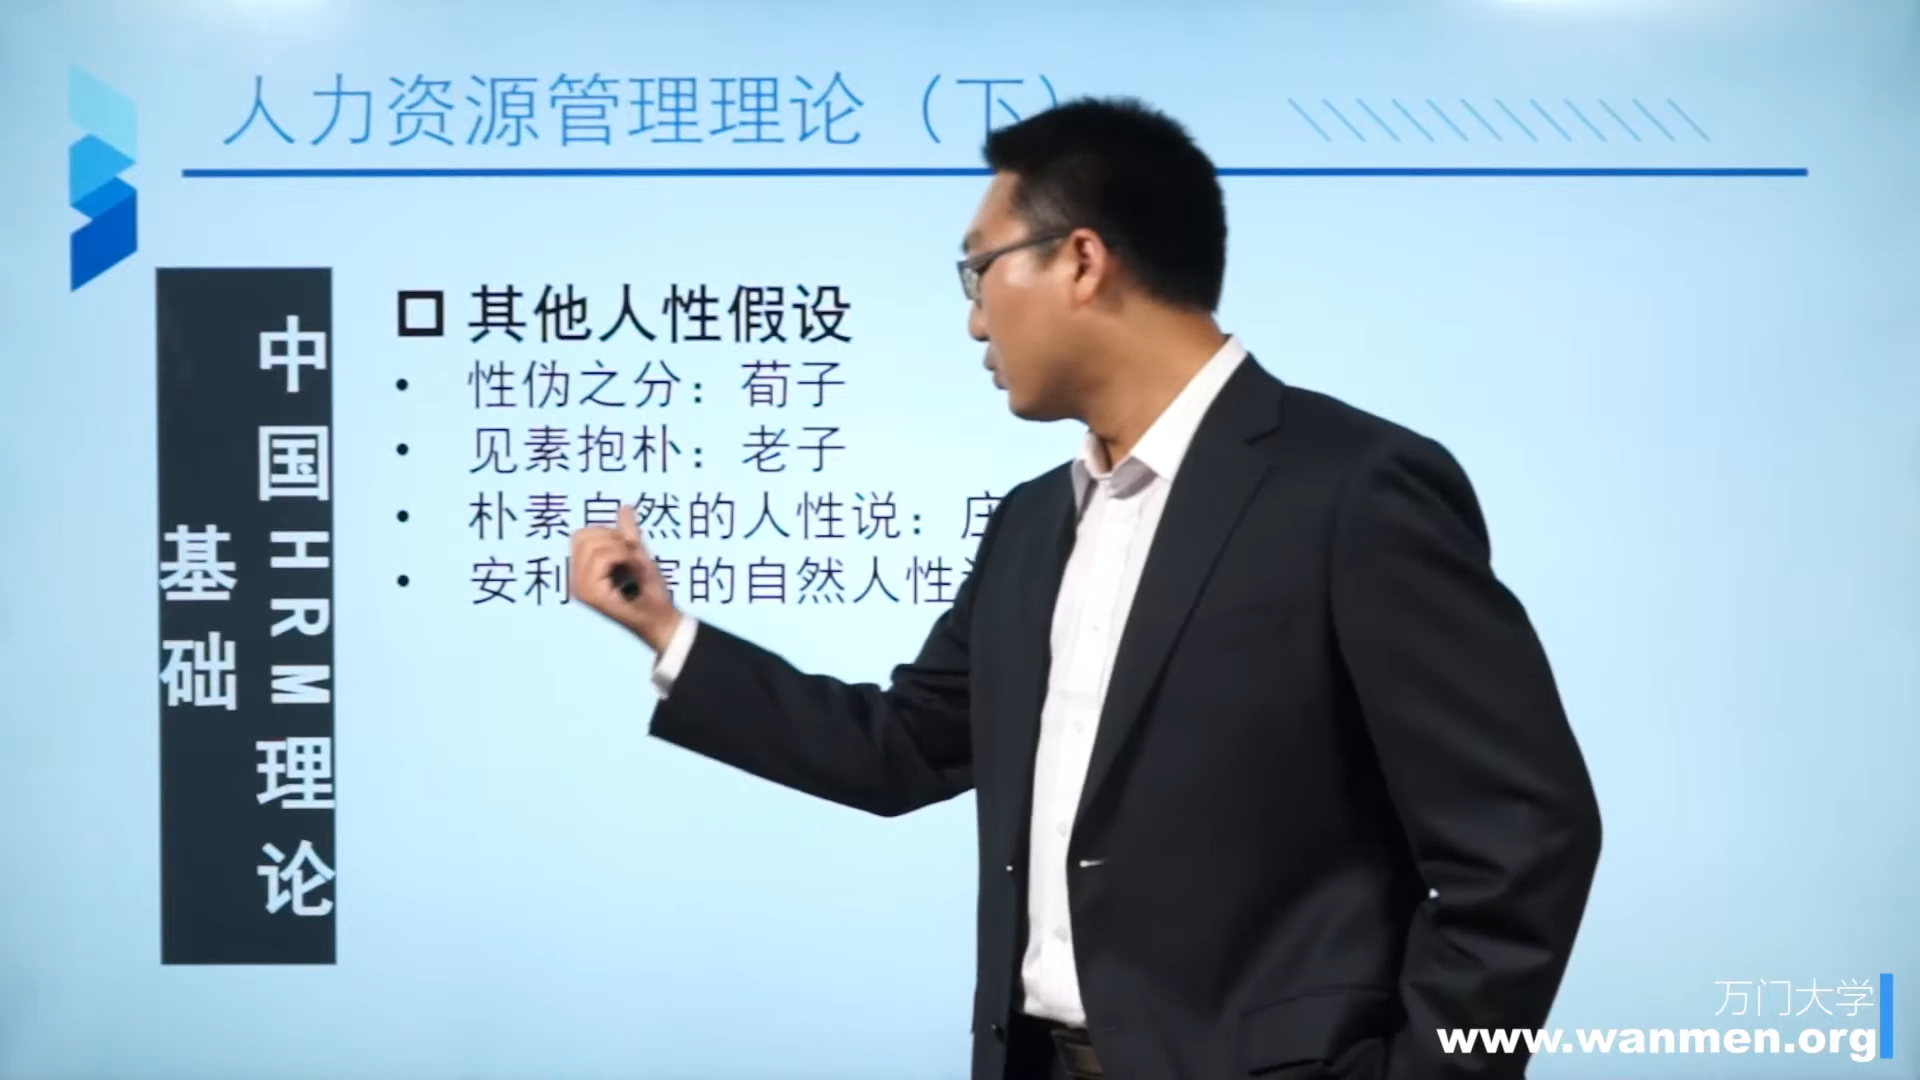 人力资源管理理论（下）
中国HRM理论
基础
其他人性假设
• 性伪之分：荀子
• 见素抱朴：老子
• 朴素自然的人性说：庄
• 安利 害的自然人性
万门大学
www.wanmen.org